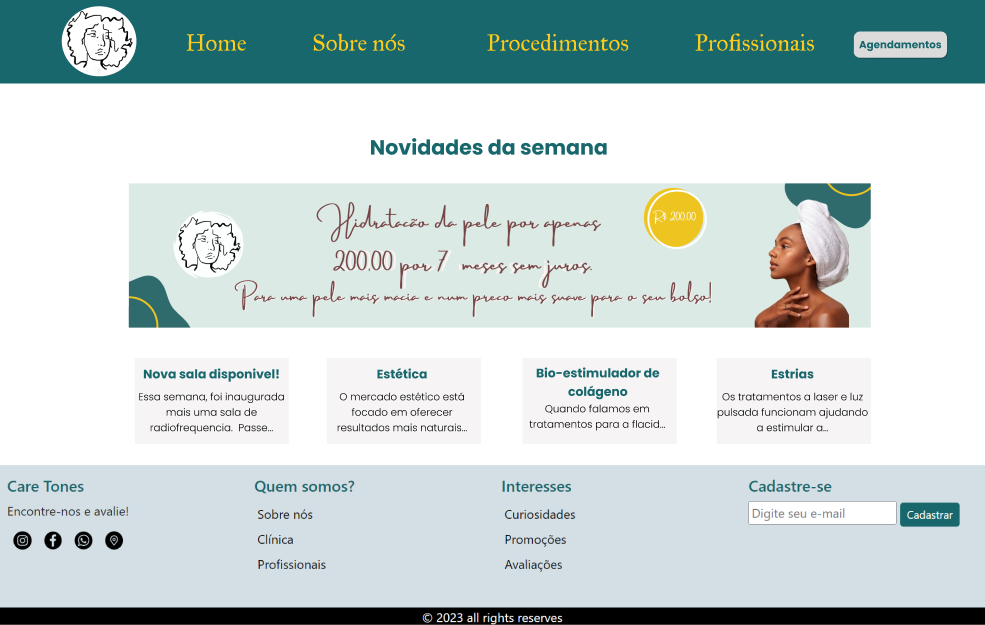 Home Sobre nós Procedimentos Profissionais Agendamentos
Novidades da semana
Hidratacão da pele por apenas
R$ 200.00
200.00 por 7 meses sem juros.
Para uma pele mais macia e num preco mais suave para o seu bolso!
Nova sala disponivel!
Essa semana, foi inaugurada
mais uma sala de
radiofrequencia. Passe...
Estética
O mercado estético está
focado em oferecer
resultados mais naturais...
Bio-estimulador de
colágeno
Quando falamos em
tratamentos para a flacid...
Estrias
Os tratamentos a laser e luz
pulsada funcionam ajudando
a estimular a...
Care Tones
Encontre-nos e avalie!
Quem somos?
Sobre nós
Clínica
Profissionais
Interesses
Curiosidades
Promoções
Avaliações
Cadastre-se
Digite seu e-mail Cadastrar
© 2023 all rights reserves